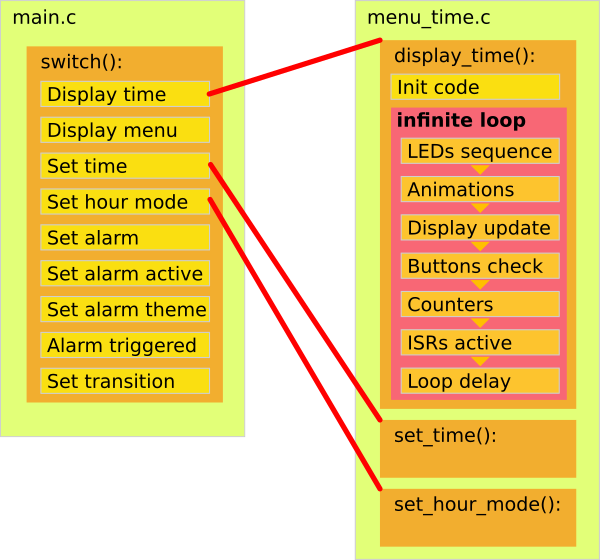 main.c
switch():
Display time
Display menu
Set time
Set hour mode
Set alarm
Set alarm active
Set alarm theme
Alarm triggered
Set transition
menu_time.c
display_time():
Init code
infinite loop
LEDs sequence
Animations
Display update
Buttons check
Counters
ISRs active
Loop delay
set_time():
set_hour_mode():